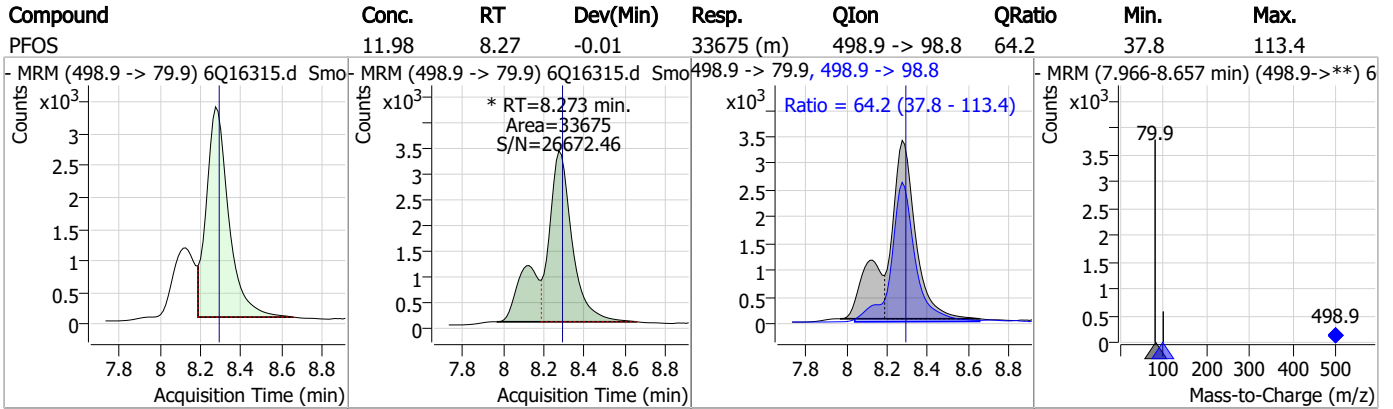 Compound Conc. RT Dev(Min) Resp. QIon QRatio Min. Max.
PFOS 11.98 8.27 -0.01 33675 (m) 498.9 -> 98.8 64.2 37.8 113.4
- MRM (498.9 -> 79.9) 6Q16315.d Smo
Counts
x10³
3
2.5
2
1.5
1
0.5
0
7.8 8 8.2 8.4 8.6 8.8
Acquisition Time (min)
- MRM (498.9 -> 79.9) 6Q16315.d Smo
Counts
x10³
* RT=8.273 min.
Area=33675
S/N=26672.46
3.5
3
2.5
2
1.5
1
0.5
0
7.8 8 8.2 8.4 8.6 8.8
Acquisition Time (min)
498.9 -> 79.9, 498.9 -> 98.8
Counts
x10³
Ratio = 64.2 (37.8 - 113.4)
3.5
3
2.5
2
1.5
1
0.5
0
7.8 8 8.2 8.4 8.6 8.8
Acquisition Time (min)
- MRM (7.966-8.657 min) (498.9->**) 6
Counts
x10³
79.9
3.5
3
2.5
2
1.5
1
0.5
0
498.9
100 200 300 400 500
Mass-to-Charge (m/z)